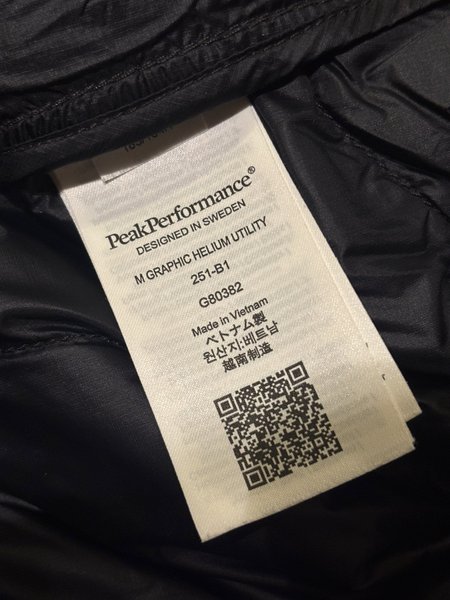 PeakPerformance®
DESIGNED IN SWEDEN
M GRAPHIC HELIUM UTILITY
251-B1
G80382
Made in Vietnam
ベトナム製
원산지:베트남
越南制造